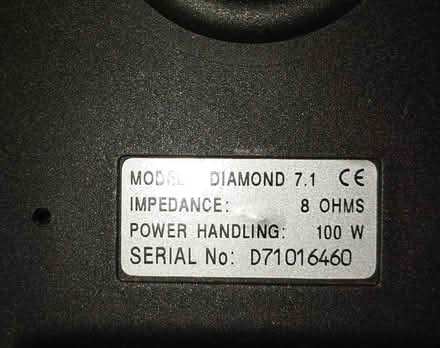 MODEL DIAMOND 7.1 CE
IMPEDANCE: 8 OHMS
POWER HANDLING: 100 W
SERIAL No: D71016460